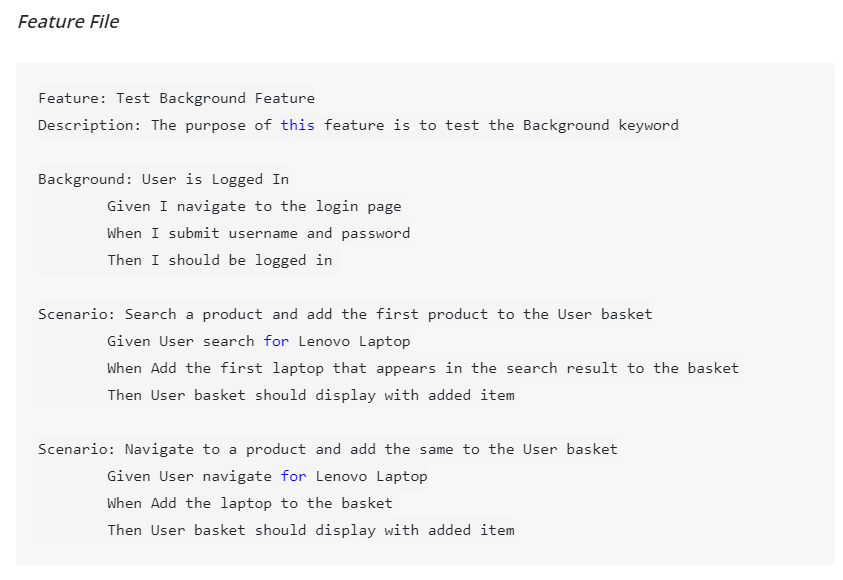 Feature File
Feature: Test Background Feature
Description: The purpose of this feature is to test the Background keyword
Background: User is Logged In
Given I navigate to the login page
When I submit username and password
Then I should be logged in
Scenario: Search a product and add the first product to the User basket
Given User search for Lenovo Laptop
When Add the first laptop that appears in the search result to the basket
Then User basket should display with added item
Scenario: Navigate to a product and add the same to the User basket
Given User navigate for Lenovo Laptop
When Add the laptop to the basket
Then User basket should display with added item